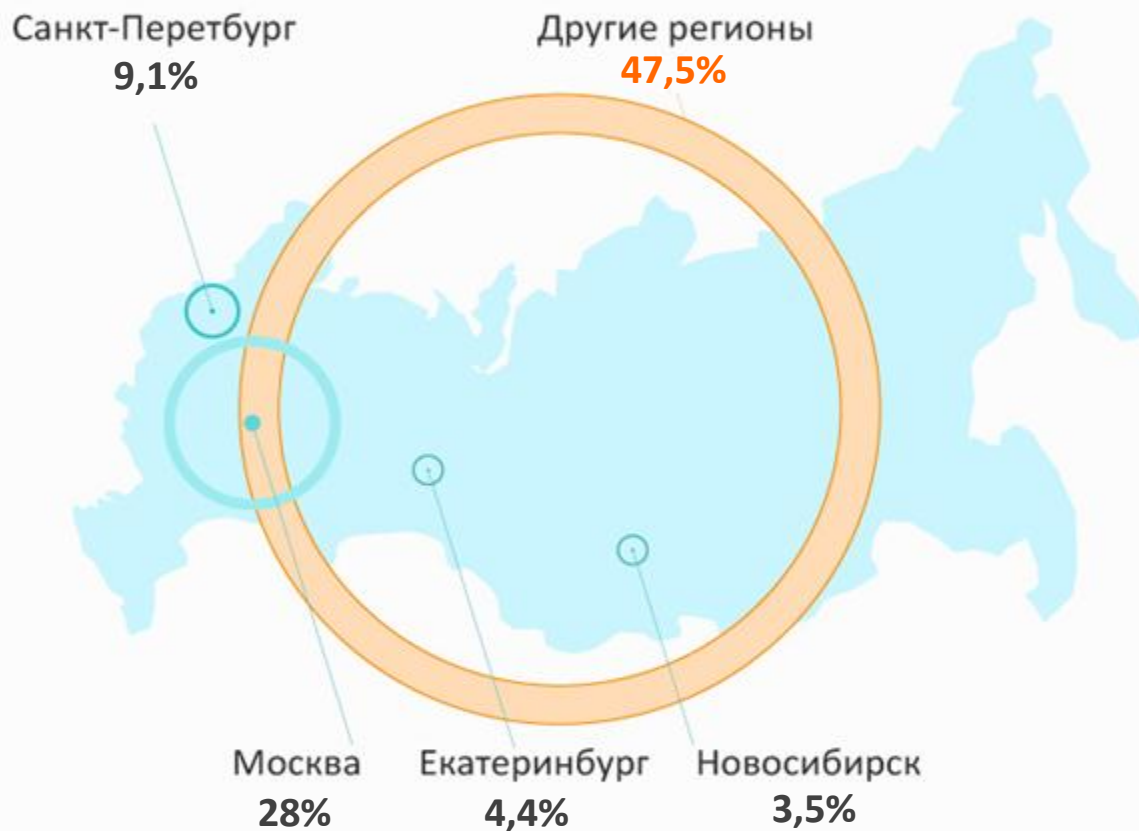 Санкт-Перетбург
9,1%
Другие регионы
47,5%
Москва
28%
Екатеринбург
4,4%
Новосибирск
3,5%